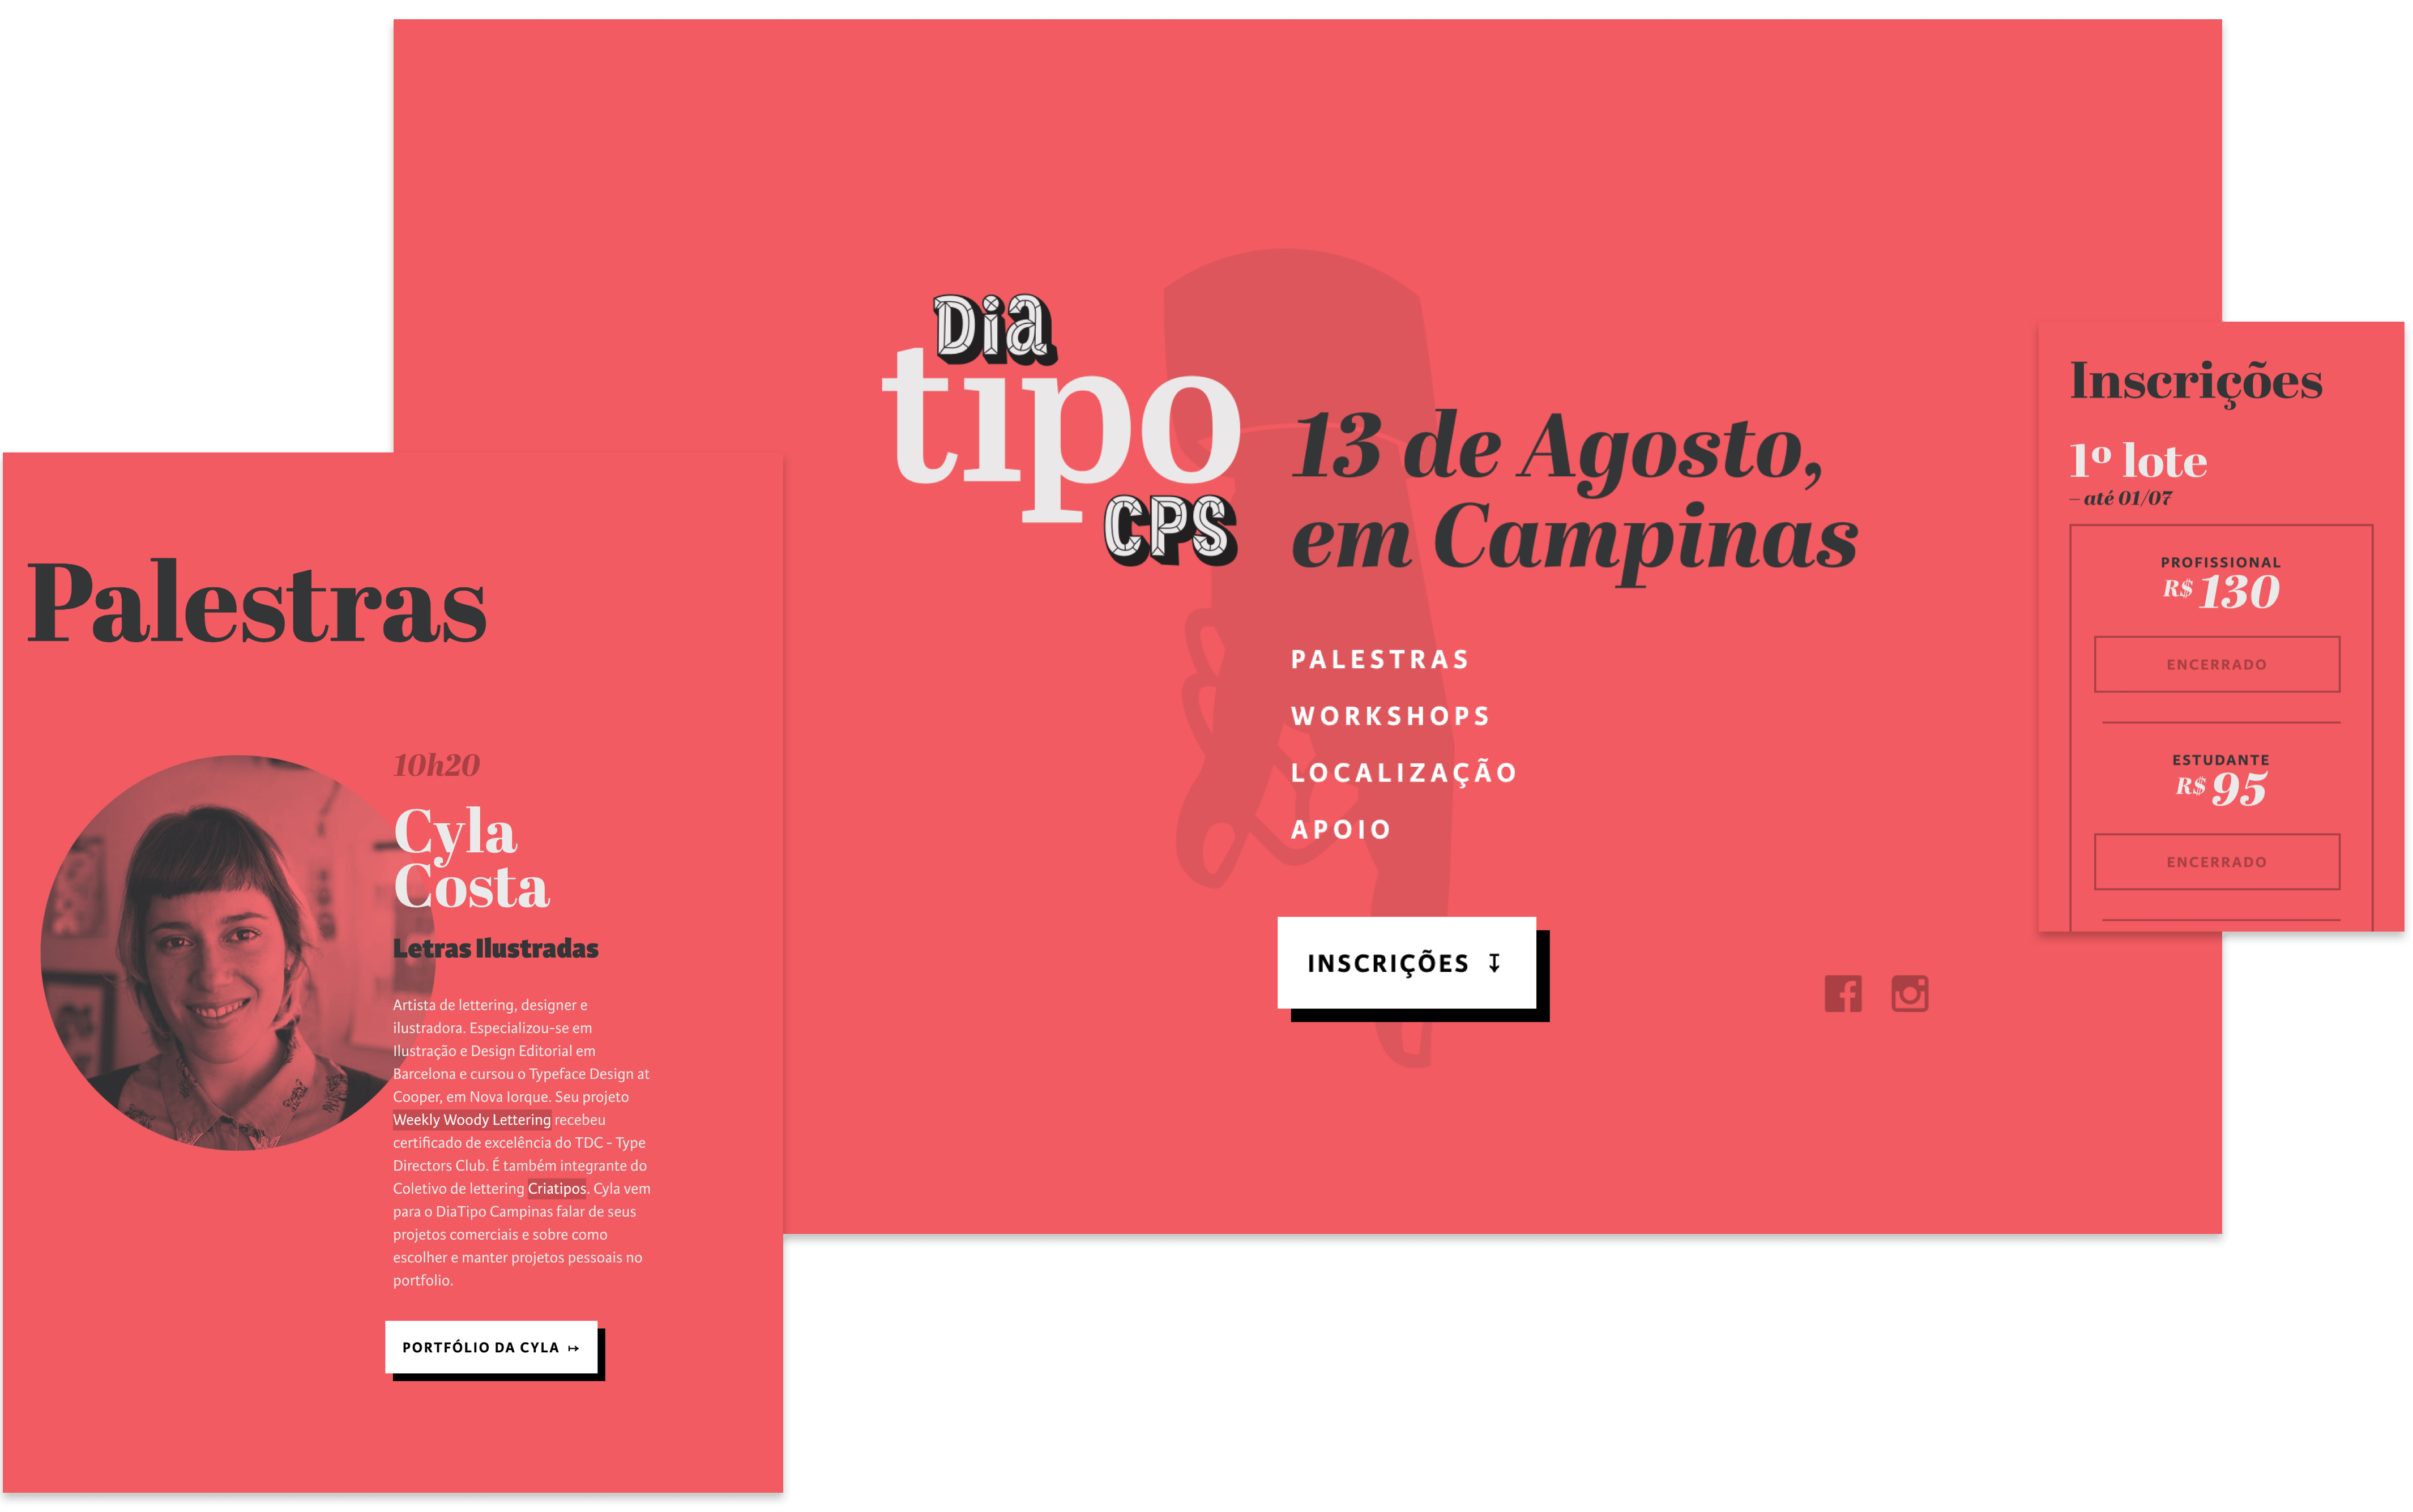 Dia
tipo
CPS
13 de Agosto,
em Campinas
PALESTRAS
WORKSHOPS
LOCALIZAÇÃO
APOIO
INSCRIÇÕES ↧
Palestras
10h20
Cyla
Costa
Letras Ilustradas
Artista de lettering, designer e
ilustradora. Especializou-se em
Ilustração e Design Editorial em
Barcelona e cursou o Typeface Design at
Cooper, em Nova Iorque. Seu projeto
Weekly Woody Lettering recebeu
certificado de excelência do TDC - Type
Directors Club. É também integrante do
Coletivo de lettering Criatipos. Cyla vem
para o DiaTipo Campinas falar de seus
projetos comerciais e sobre como
escolher e manter projetos pessoais no
portfolio.
PORTFÓLIO DA CYLA ↦
Inscrições
1º lote
– até 01/07
PROFISSIONAL
R$ 130
ENCERRADO
ESTUDANTE
R$ 95
ENCERRADO